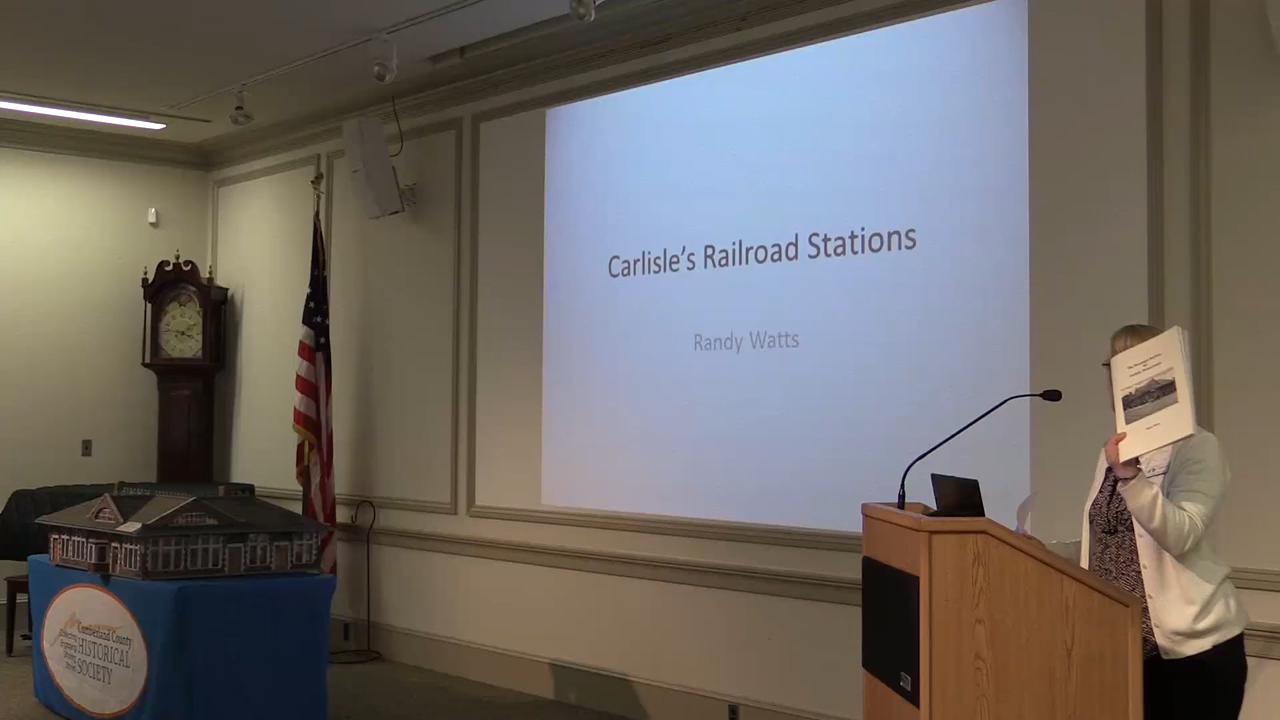 Carlisle's Railroad Stations
Randy Watts
Cumberland County
HISTORICAL
SOCIETY